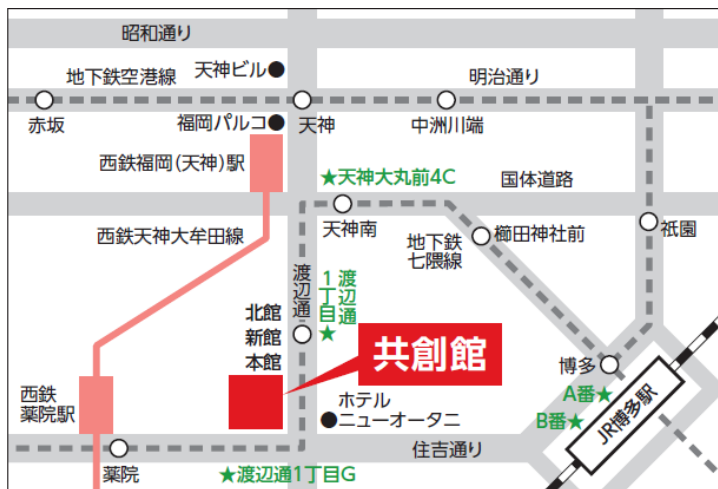 昭和通り
地下鉄空港線
天神ビル●
明治通り
赤坂
福岡パルコ●
天神
中洲川端
西鉄福岡(天神)駅
★天神大丸前4C
国体道路
西鉄天神大牟田線
天神南
地下鉄
七隈線
櫛田神社前
祇園
渡辺通
渡辺通
1丁目
★
北館
新館
本館
共創館
博多
A番★
B番★
JR博多駅
西鉄
薬院駅
ホテル
●ニューオータニ
住吉通り
薬院
★渡辺通1丁目G